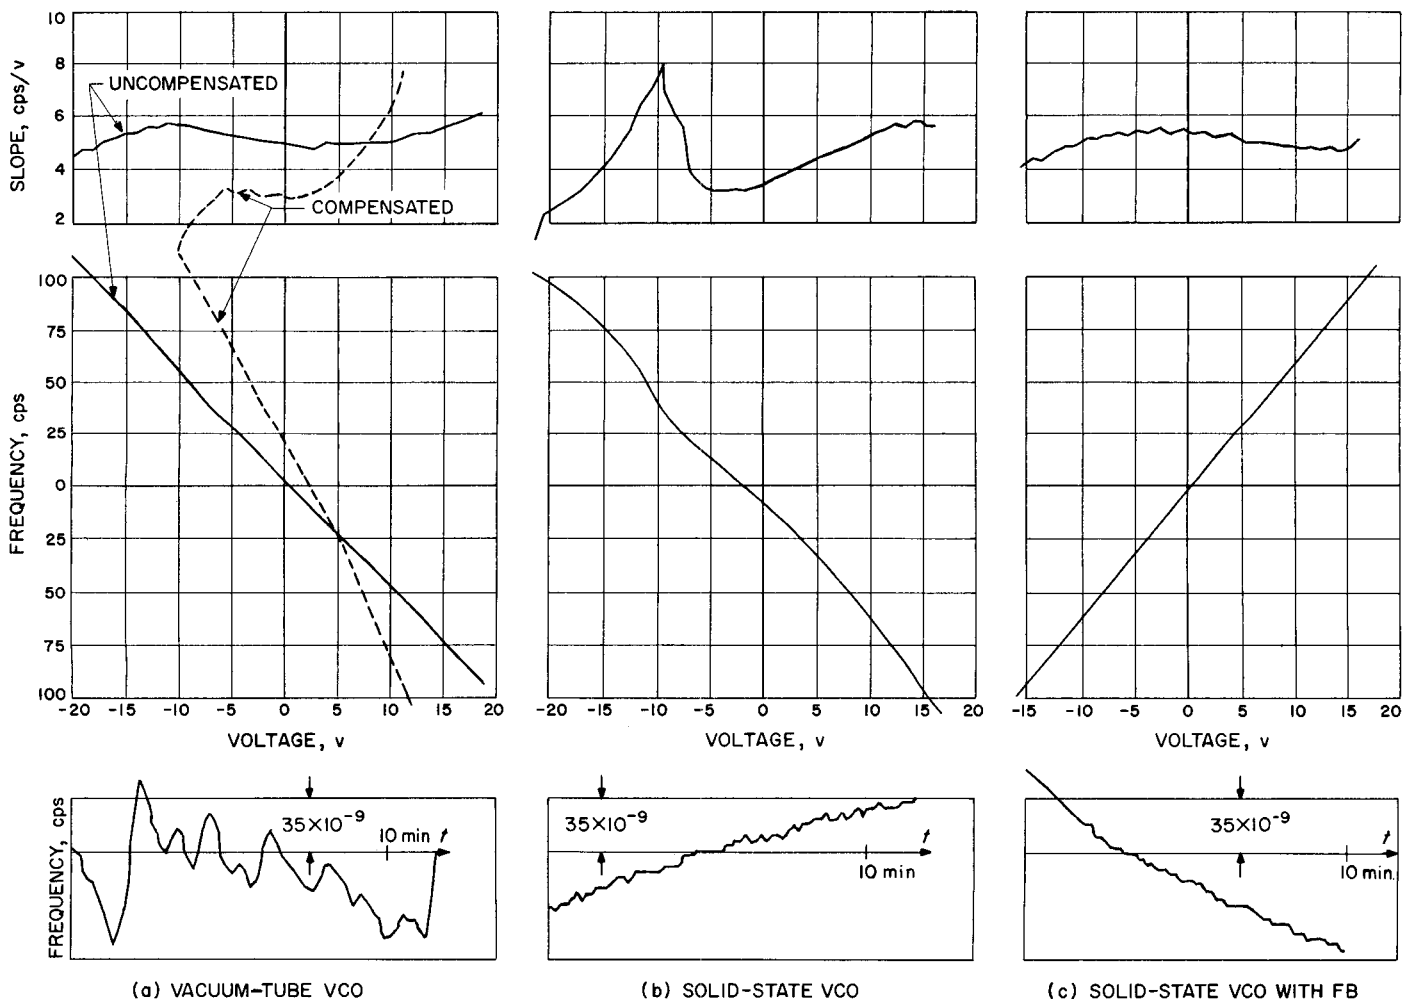 10
8
6
4
2
SLOPE, cps/v
UNCOMPENSATED
COMPENSATED
100
75
50
25
0
25
50
75
100
FREQUENCY, cps
-20 -15 -10 -5 0 5 10 15 20
VOLTAGE, v
-20 -15 -10 -5 0 5 10 15 20
VOLTAGE, v
-15 -10 -5 0 5 10 15 20
VOLTAGE, v
FREQUENCY, cps
35×10⁻⁹
10 min t
35×10⁻⁹
t
10 min
35×10⁻⁹
t
10 min
(a) VACUUM-TUBE VCO
(b) SOLID-STATE VCO
(c) SOLID-STATE VCO WITH FB